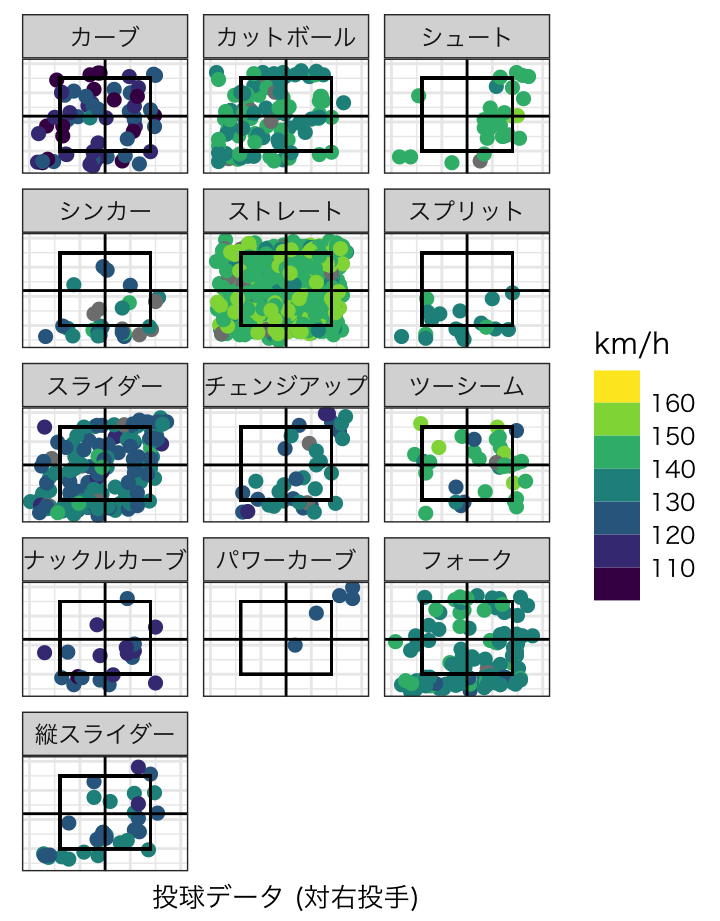 カーブ
カットボール
シュート
シンカー
ストレート
スプリット
スライダー
チェンジアップ
ツーシーム
ナックルカーブ
パワーカーブ
フォーク
縦スライダー
km/h
160
150
140
130
120
110
投球データ (対右投手)